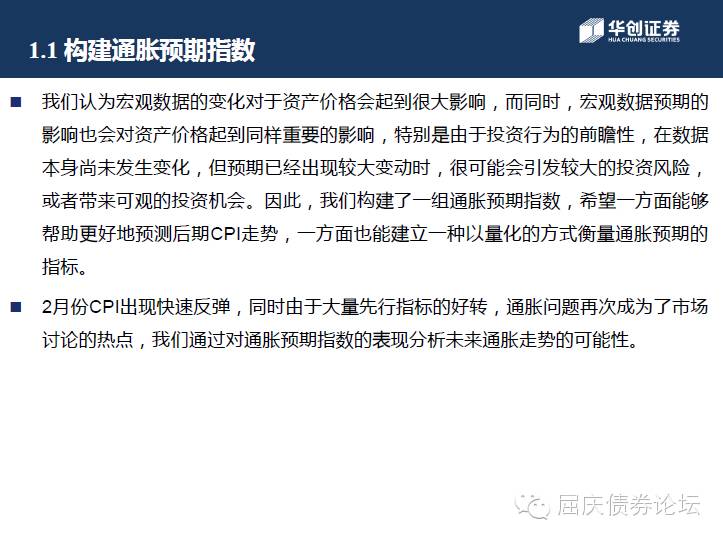 华创证券
HUA CHUANG SECURITIES
1.1 构建通胀预期指数
■ 我们认为宏观数据的变化对于资产价格会起到很大影响，而同时，宏观数据预期的
影响也会对资产价格起到同样重要的影响，特别是由于投资行为的前瞻性，在数据
本身尚未发生变化，但预期已经出现较大变动时，很可能会引发较大的投资风险，
或者带来可观的投资机会。因此，我们构建了一组通胀预期指数，希望一方面能够
帮助更好地预测后期CPI走势，一方面也能建立一种以量化的方式衡量通胀预期的
指标。
■ 2月份CPI出现快速反弹，同时由于大量先行指标的好转，通胀问题再次成为了市场
讨论的热点，我们通过对通胀预期指数的表现分析未来通胀走势的可能性。
屈庆债券论坛